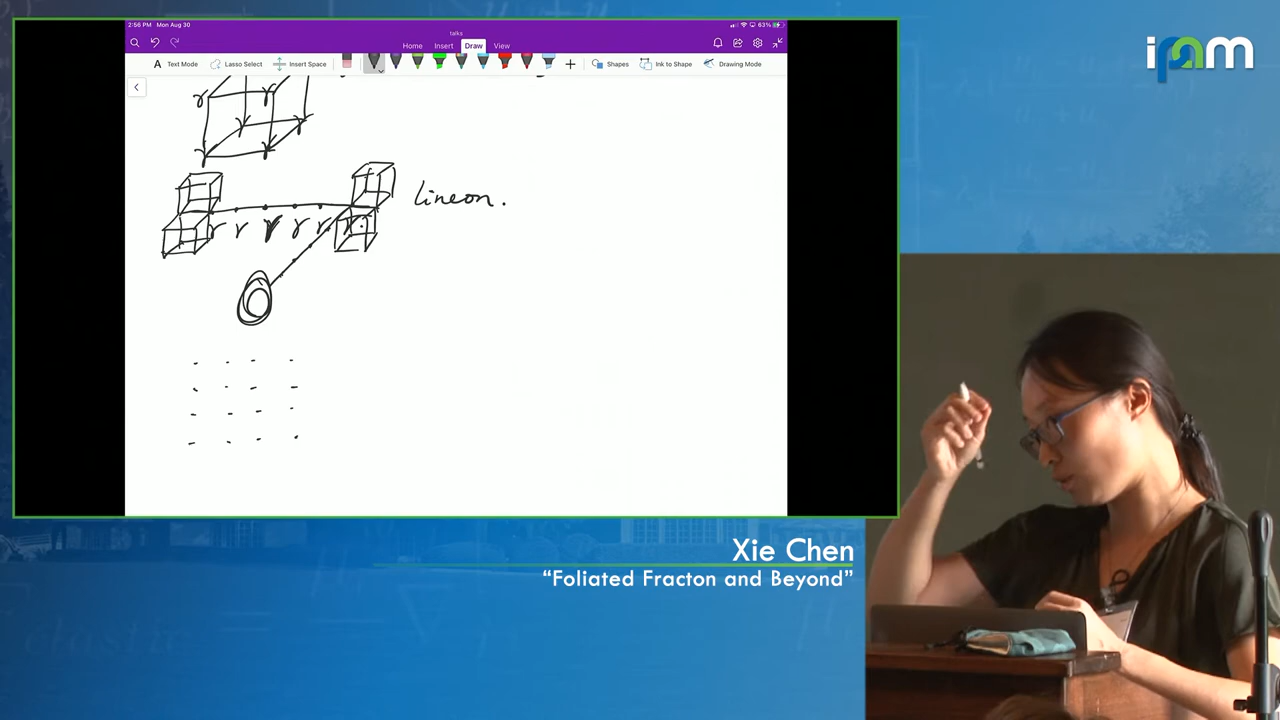 2:56 PM Mon Aug 30
63%
talks
Home Insert Draw View
Text Mode Lasso Select Insert Space Shapes Ink to Shape Drawing Mode
r r
r r
r r
lineon.
r r r r r r
ipam
Xie Chen
“Foliated Fracton and Beyond”